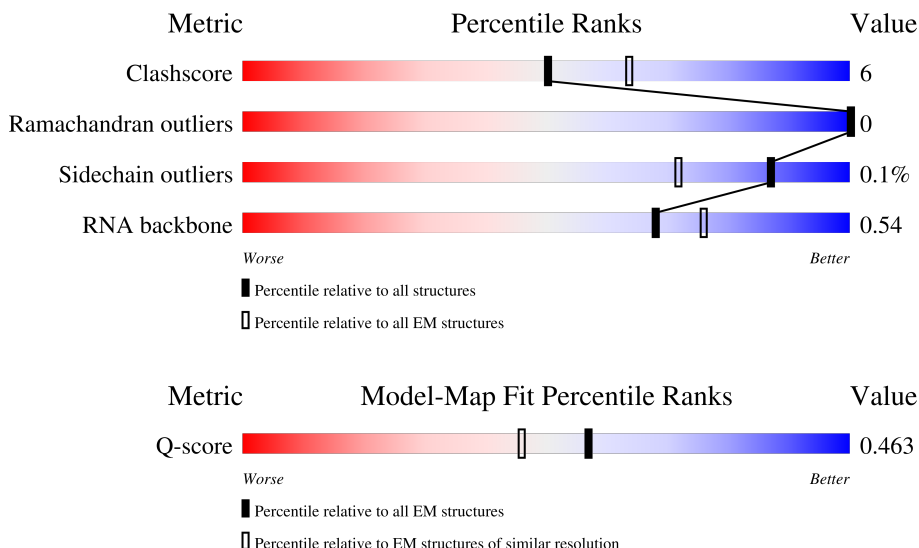 Metric Percentile Ranks Value
Clashscore 6
Ramachandran outliers 0
Sidechain outliers 0.1%
RNA backbone 0.54
Worse Better
Percentile relative to all structures
Percentile relative to all EM structures
Metric Model-Map Fit Percentile Ranks Value
Q-score 0.463
Worse Better
Percentile relative to all EM structures
Percentile relative to EM structures of similar resolution